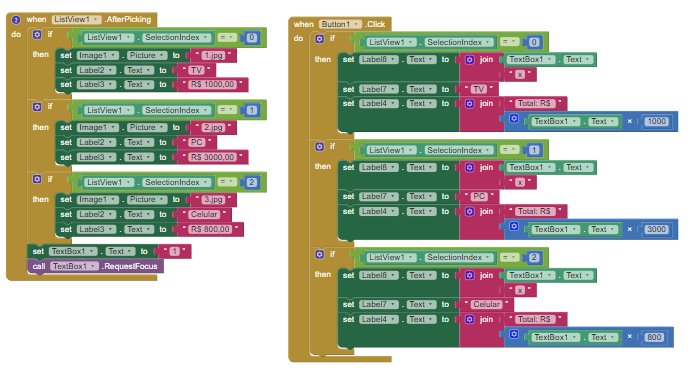 when ListView1 .AfterPicking
do if ListView1 . SelectionIndex = 0
then set Image1 . Picture to " 1.jpg "
set Label2 . Text to " TV "
set Label3 . Text to " R$ 1000,00 "
if ListView1 . SelectionIndex = 1
then set Image1 . Picture to " 2.jpg "
set Label2 . Text to " PC "
set Label3 . Text to " R$ 3000,00 "
if ListView1 . SelectionIndex = 2
then set Image1 . Picture to " 3.jpg "
set Label2 . Text to " Celular "
set Label3 . Text to " R$ 800,00 "
set TextBox1 . Text to " 1 "
call TextBox1 .RequestFocus
when Button1 .Click
do if ListView1 . SelectionIndex = 0
then set Label8 . Text to join TextBox1 . Text
" x "
set Label7 . Text to " TV "
set Label4 . Text to join " Total: R$ "
TextBox1 . Text × 1000
if ListView1 . SelectionIndex = 1
then set Label8 . Text to join TextBox1 . Text
" x "
set Label7 . Text to " PC "
set Label4 . Text to join " Total: R$ "
TextBox1 . Text × 3000
if ListView1 . SelectionIndex = 2
then set Label8 . Text to join TextBox1 . Text
" x "
set Label7 . Text to " Celular "
set Label4 . Text to join " Total: R$ "
TextBox1 . Text × 800